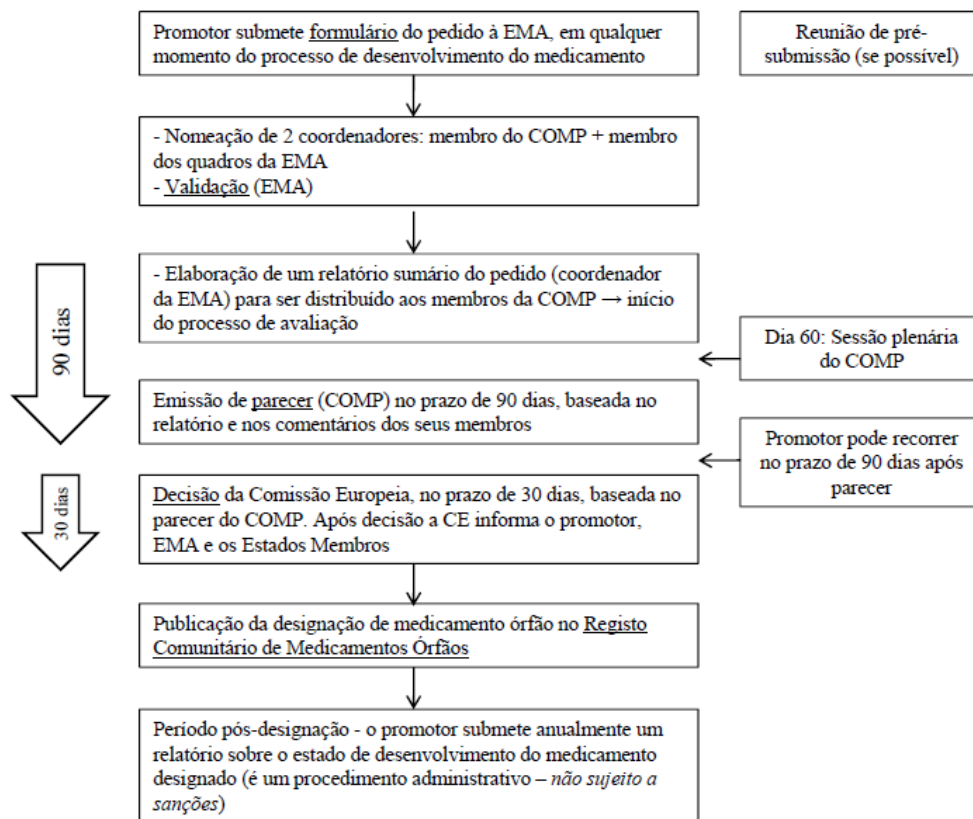 Promotor submete formulário do pedido à EMA, em qualquer
momento do processo de desenvolvimento do medicamento
Reunião de pré-
submissão (se possível)
- Nomeação de 2 coordenadores: membro do COMP + membro
dos quadros da EMA
- Validação (EMA)
90 dias
- Elaboração de um relatório sumário do pedido (coordenador
da EMA) para ser distribuído aos membros da COMP → início
do processo de avaliação
Dia 60: Sessão plenária
do COMP
Emissão de parecer (COMP) no prazo de 90 dias, baseada no
relatório e nos comentários dos seus membros
Promotor pode recorrer
no prazo de 90 dias após
parecer
30 dias
Decisão da Comissão Europeia, no prazo de 30 dias, baseada no
parecer do COMP. Após decisão a CE informa o promotor,
EMA e os Estados Membros
Publicação da designação de medicamento órfão no Registo
Comunitário de Medicamentos Órfãos
Período pós-designação - o promotor submete anualmente um
relatório sobre o estado de desenvolvimento do medicamento
designado (é um procedimento administrativo – não sujeito a
sanções)